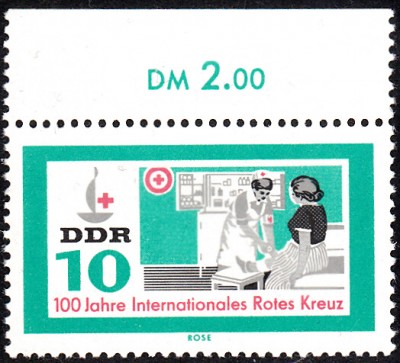 DM 2.00
DDR
10
100 Jahre Internationales Rotes Kreuz
ROSE